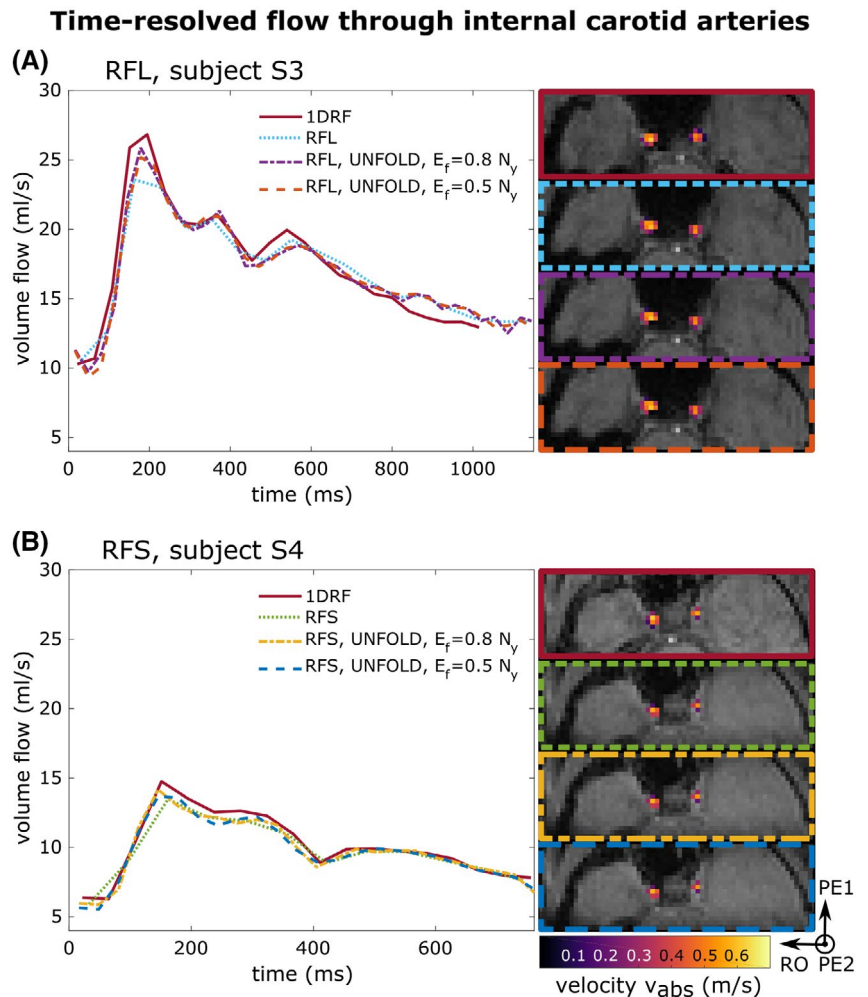 Time-resolved flow through internal carotid arteries
(A)
RFL, subject S3
30
25
20
15
10
5
volume flow (ml/s)
1DRF
RFL
RFL, UNFOLD, E_f=0.8 N_y
RFL, UNFOLD, E_f=0.5 N_y
0 200 400 600 800 1000
time (ms)
(B)
RFS, subject S4
30
25
20
15
10
5
volume flow (ml/s)
1DRF
RFS
RFS, UNFOLD, E_f=0.8 N_y
RFS, UNFOLD, E_f=0.5 N_y
0 200 400 600
time (ms)
PE1
RO PE2
0.1 0.2 0.3 0.4 0.5 0.6
velocity v_abs (m/s)